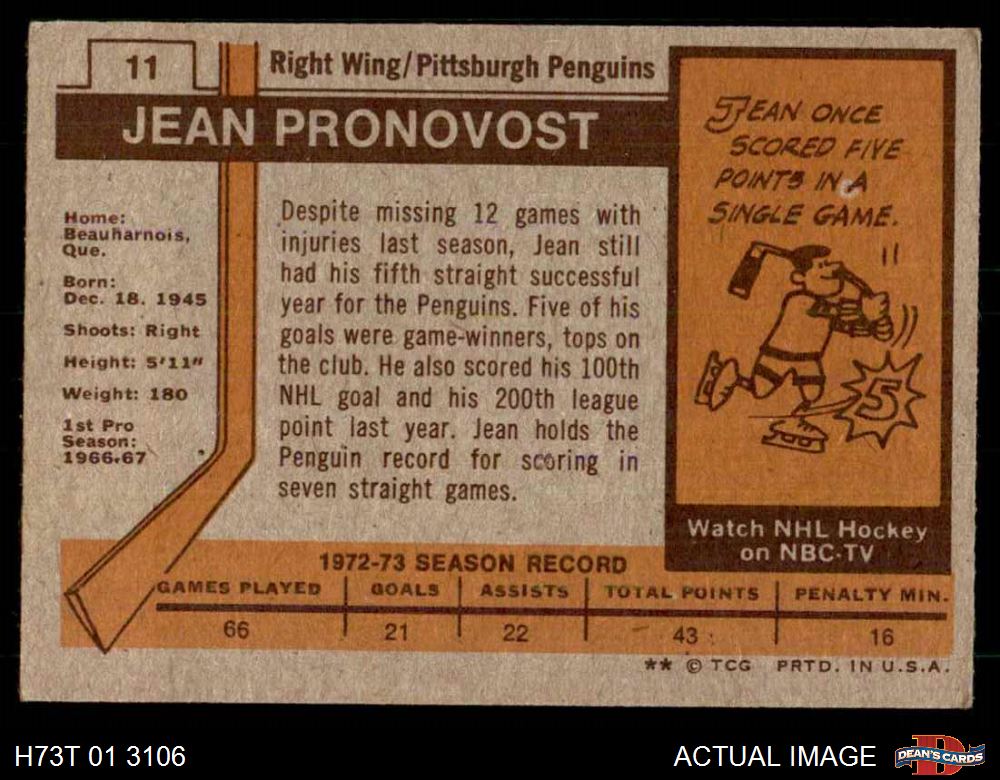 11
Right Wing/Pittsburgh Penguins
JEAN PRONOVOST
Home:
Beauharnois,
Que.
Born:
Dec. 18. 1945
Shoots: Right
Height: 5'11"
Weight: 180
1st Pro
Season:
1966-67
Despite missing 12 games with
injuries last season, Jean still
had his fifth straight successful
year for the Penguins. Five of his
goals were game-winners, tops on
the club. He also scored his 100th
NHL goal and his 200th league
point last year. Jean holds the
Penguin record for scoring in
seven straight games.
JEAN ONCE
SCORED FIVE
POINTS IN A
SINGLE GAME.
5
Watch NHL Hockey
on NBC-TV
1972-73 SEASON RECORD
GAMES PLAYED GOALS ASSISTS TOTAL POINTS PENALTY MIN.
66 21 22 43 16
** © TCG PRTD. IN U.S.A.
H73T 01 3106
ACTUAL IMAGE
DEAN'S CARDS